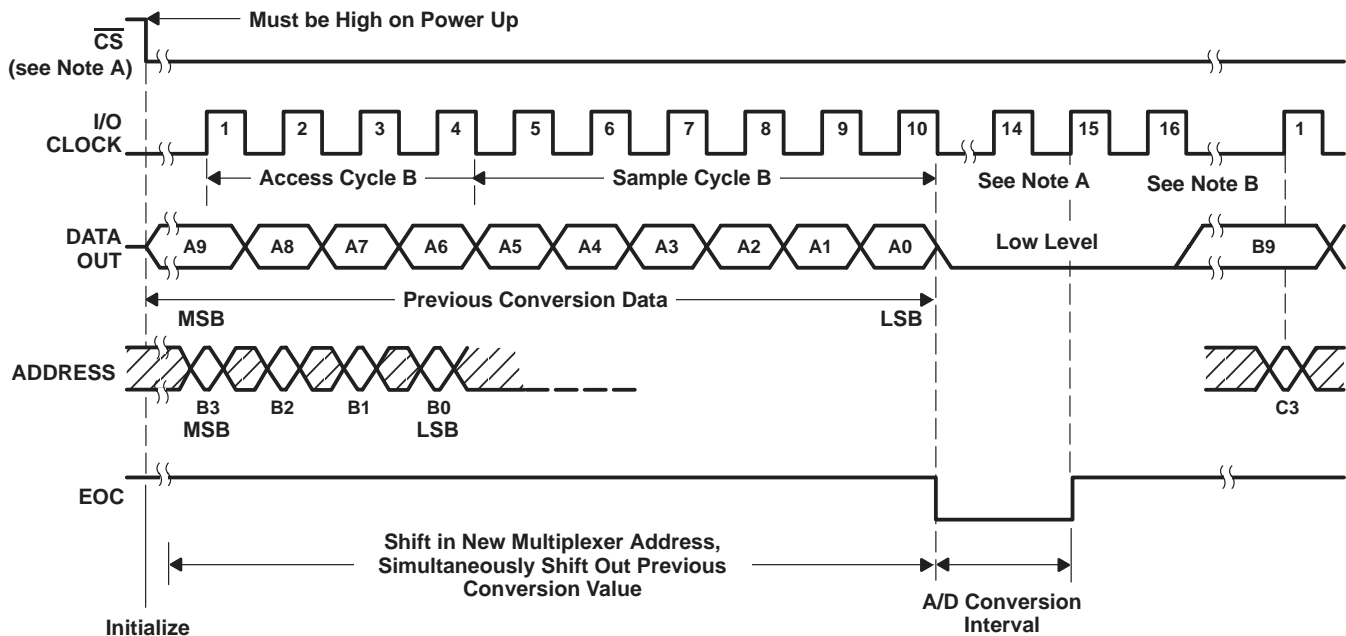 Must be High on Power Up
CS
(see Note A)
I/O
CLOCK
1 2 3 4 5 6 7 8 9 10 14 15 16 1
Access Cycle B
Sample Cycle B
See Note A
See Note B
DATA
OUT
A9 A8 A7 A6 A5 A4 A3 A2 A1 A0
Low Level
B9
Previous Conversion Data
MSB
LSB
ADDRESS
B3 B2 B1 B0
MSB
LSB
C3
EOC
Shift in New Multiplexer Address,
Simultaneously Shift Out Previous
Conversion Value
A/D Conversion
Interval
Initialize